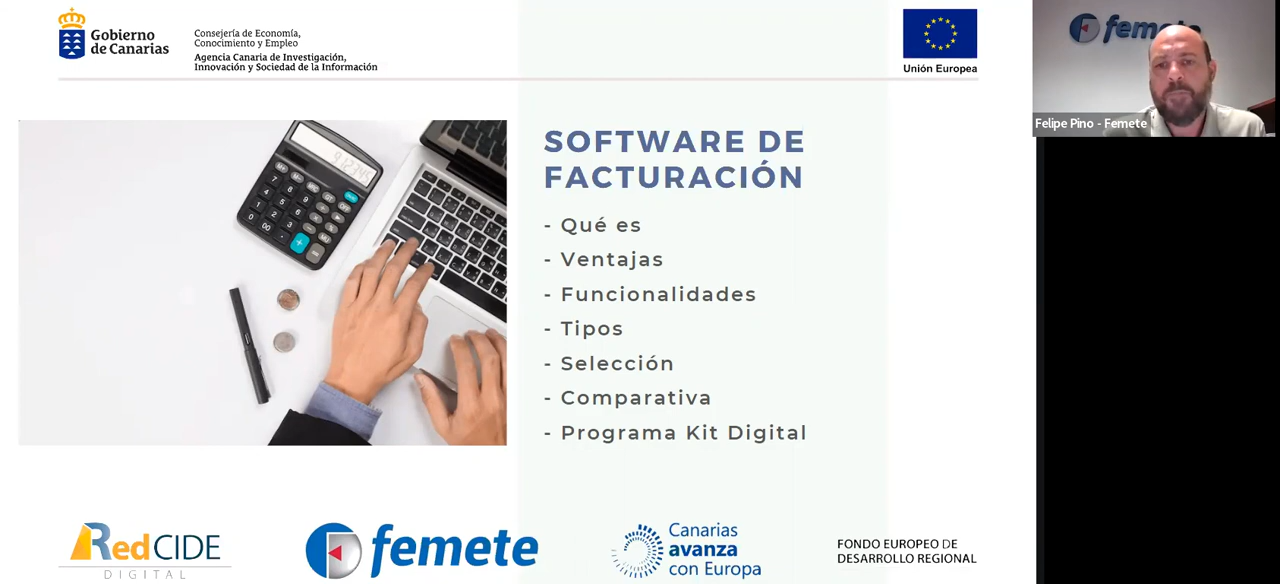 Gobierno
de Canarias
Consejería de Economía,
Conocimiento y Empleo
Agencia Canaria de Investigación,
Innovación y Sociedad de la Información
Unión Europea
femete
Felipe Pino - Femete
SOFTWARE DE
FACTURACIÓN
- Qué es
- Ventajas
- Funcionalidades
- Tipos
- Selección
- Comparativa
- Programa Kit Digital
RedCIDE
DIGITAL
femete
Canarias
avanza
con Europa
FONDO EUROPEO DE
DESARROLLO REGIONAL